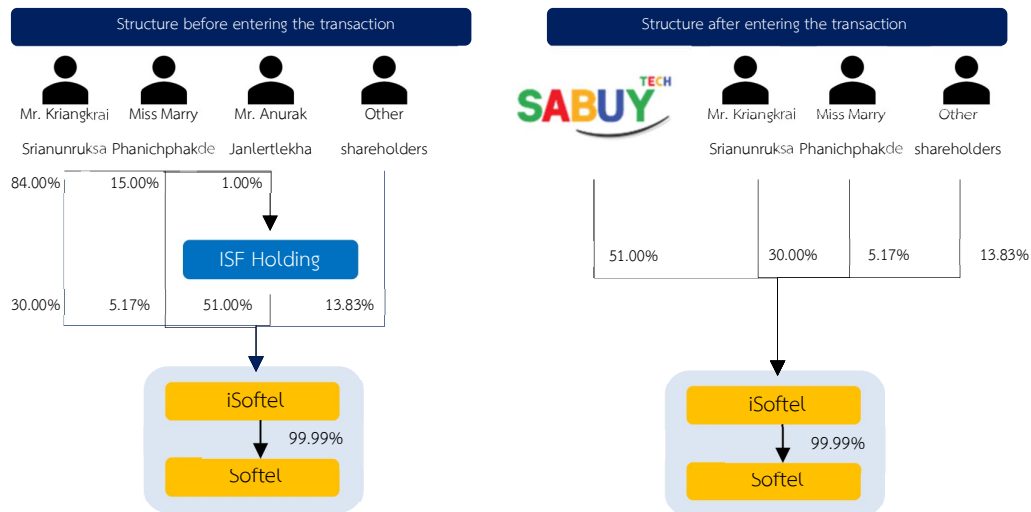 Structure before entering the transaction
Structure after entering the transaction
Mr. Kriangkrai Miss Marry Mr. Anurak Other
Srianunruksa Phanichphakde Janlertlekha shareholders
84.00% 15.00% 1.00%
ISF Holding
30.00% 5.17% 51.00% 13.83%
iSoftel
99.99%
Softel
SABUY TECH
Mr. Kriangkrai Miss Marry Other
Srianunruksa Phanichphakde shareholders
51.00% 30.00% 5.17% 13.83%
iSoftel
99.99%
Softel